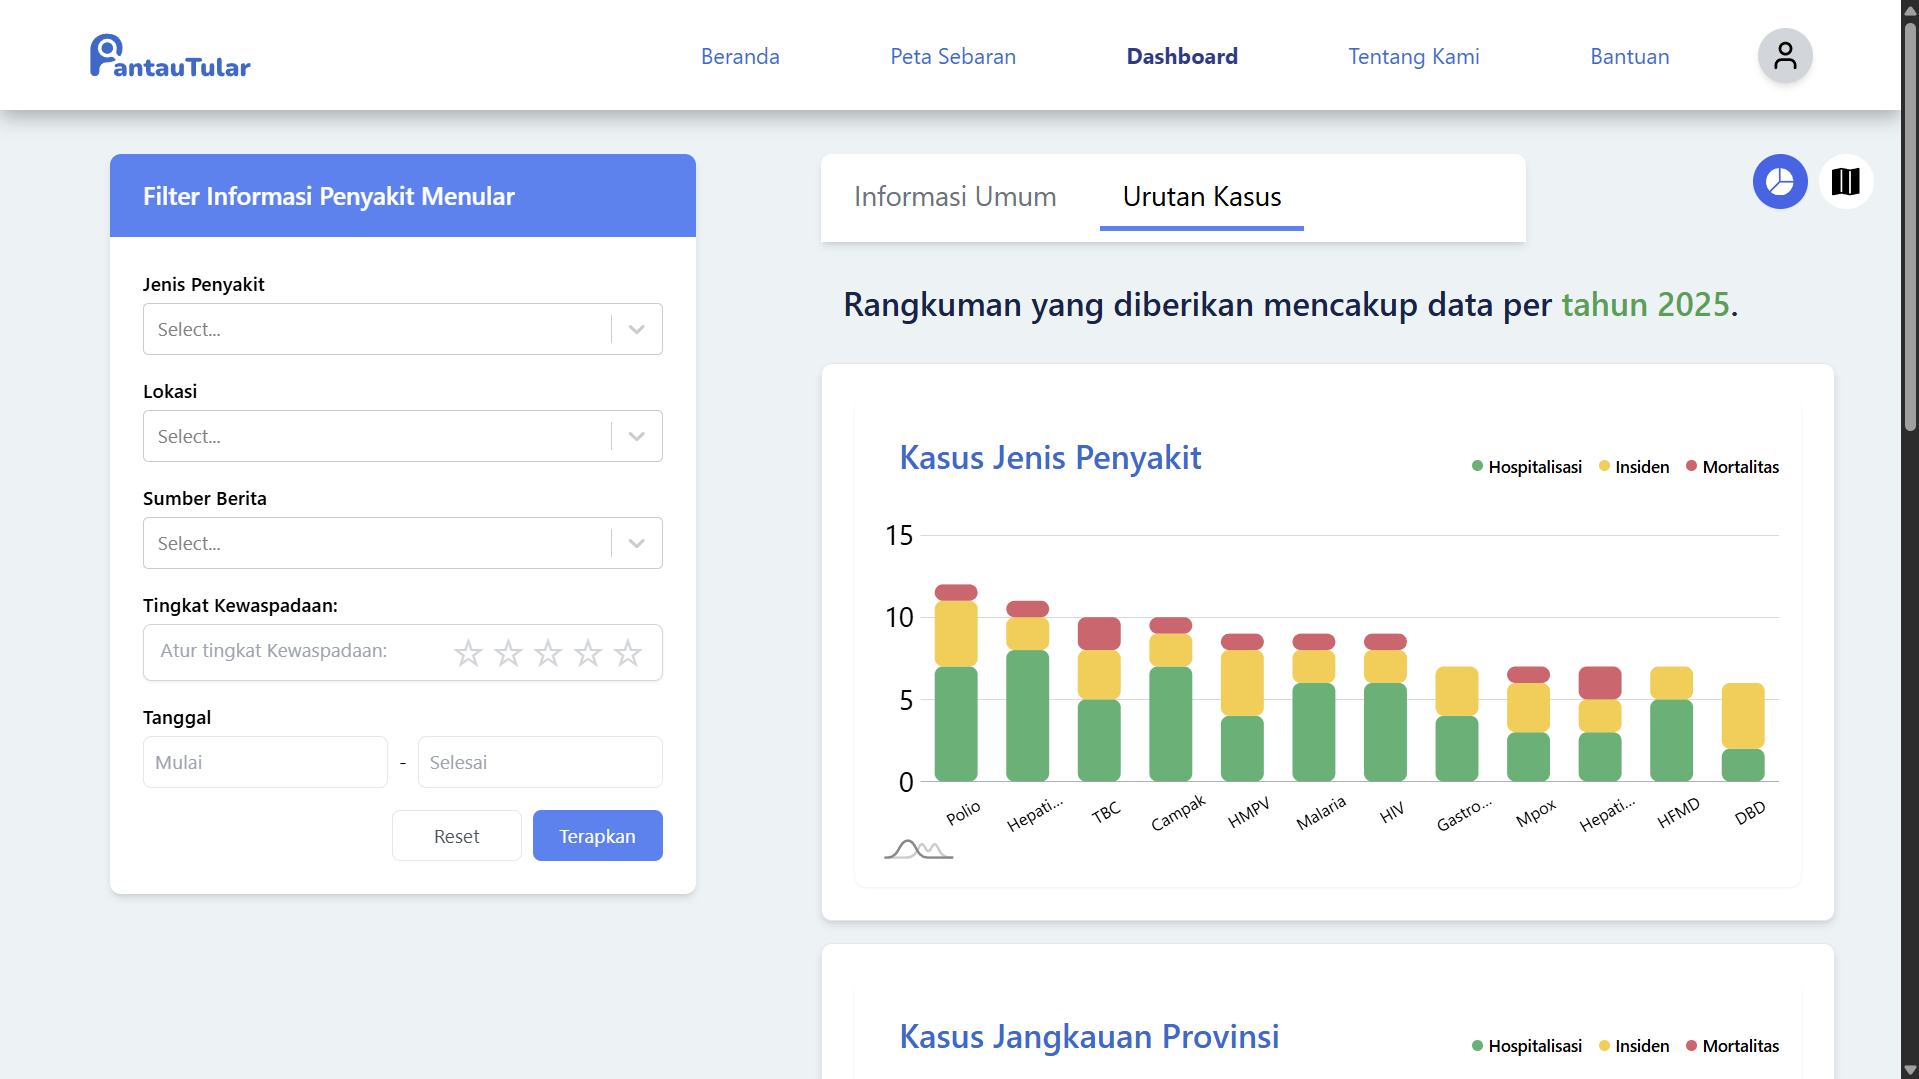 PantauTular
Beranda
Peta Sebaran
Dashboard
Tentang Kami
Bantuan
Filter Informasi Penyakit Menular
Jenis Penyakit
Select...
Lokasi
Select...
Sumber Berita
Select...
Tingkat Kewaspadaan:
Atur tingkat Kewaspadaan:
Tanggal
Mulai
-
Selesai
Reset
Terapkan
Informasi Umum
Urutan Kasus
Rangkuman yang diberikan mencakup data per tahun 2025.
Kasus Jenis Penyakit
Hospitalisasi
Insiden
Mortalitas
15
10
5
0
Polio
Hepati...
TBC
Campak
HMPV
Malaria
HIV
Gastro...
Mpox
Hepati...
HFMD
DBD
Kasus Jangkauan Provinsi
Hospitalisasi
Insiden
Mortalitas